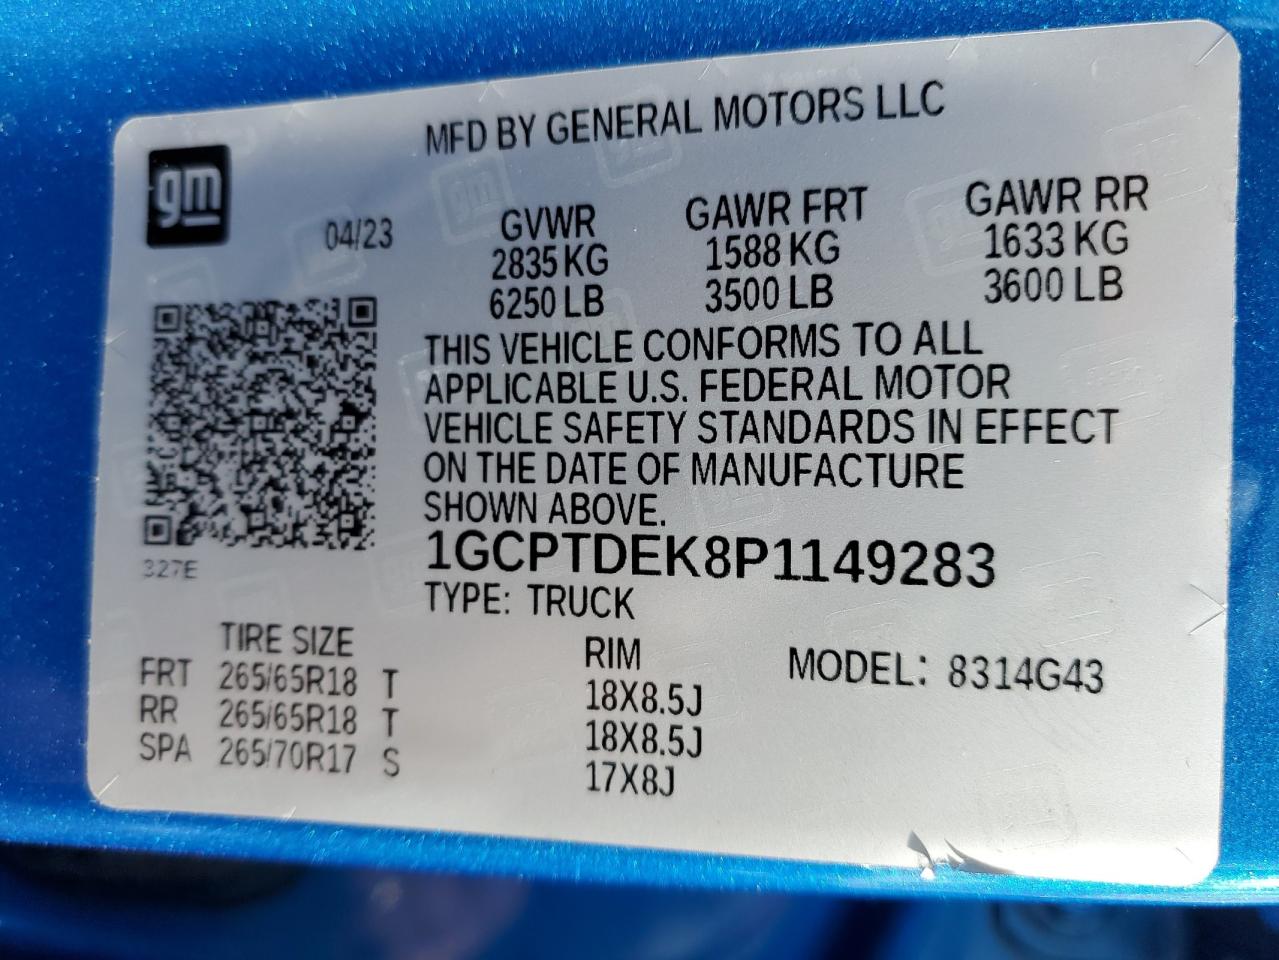 MFD BY GENERAL MOTORS LLC
gm
04/23
GVWR GAWR FRT GAWR RR
2835 KG 1588 KG 1633 KG
6250 LB 3500 LB 3600 LB
THIS VEHICLE CONFORMS TO ALL
APPLICABLE U.S. FEDERAL MOTOR
VEHICLE SAFETY STANDARDS IN EFFECT
ON THE DATE OF MANUFACTURE
SHOWN ABOVE.
1GCPTDEK8P1149283
327E
TYPE: TRUCK
TIRE SIZE RIM MODEL: 8314G43
FRT 265/65R18 T 18X8.5J
RR 265/65R18 T 18X8.5J
SPA 265/70R17 S 17X8J